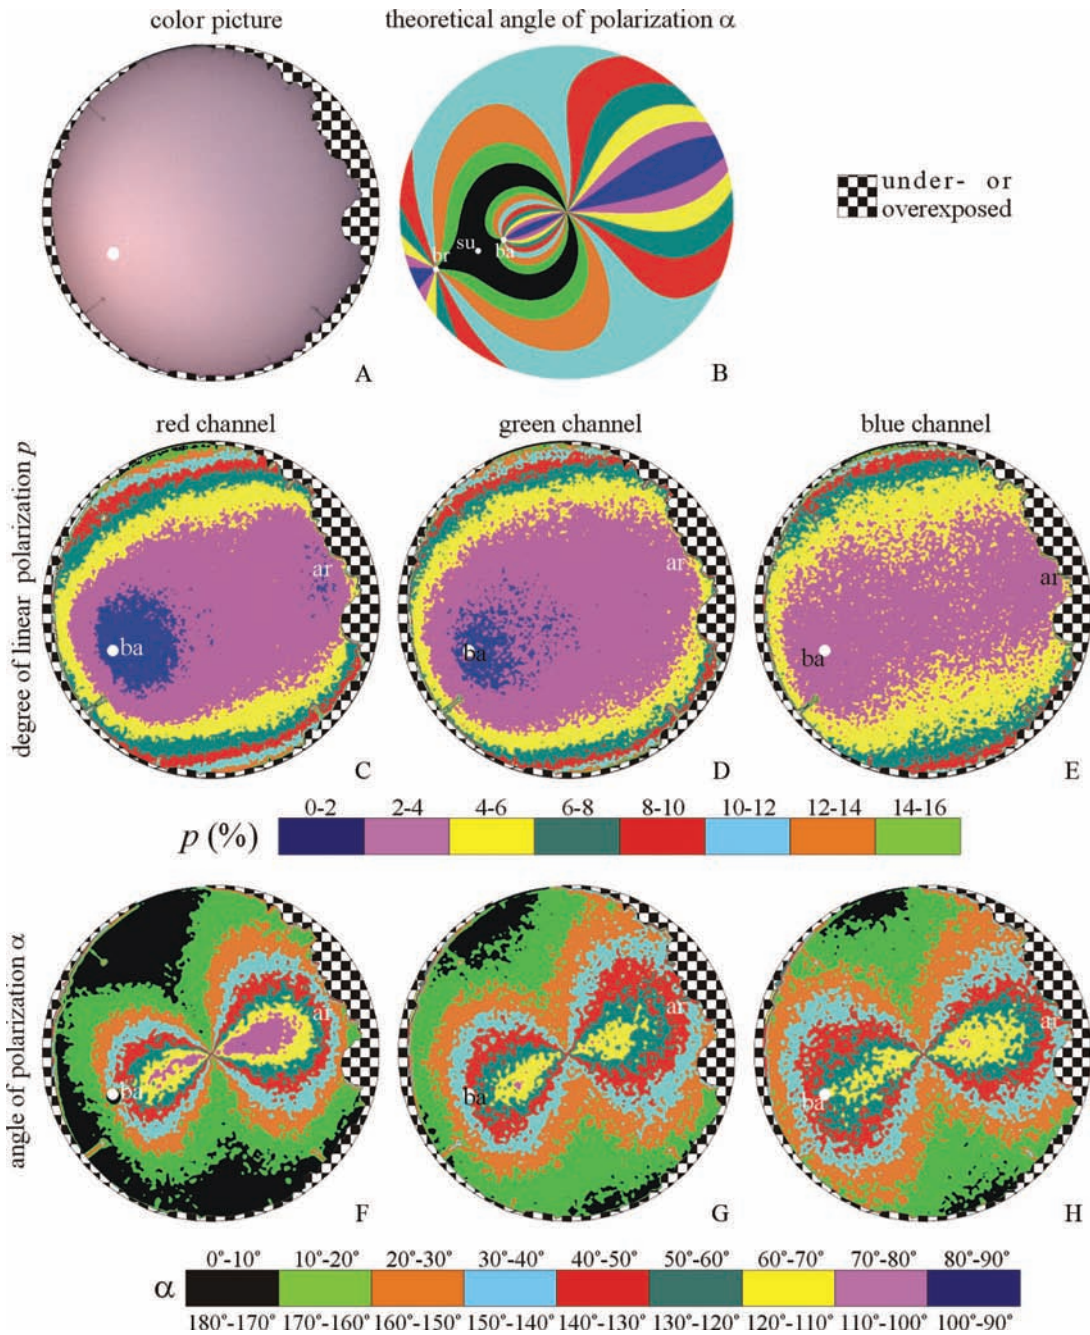 color picture
theoretical angle of polarization α
under- or
overexposed
su
br
ba
A
B
red channel
green channel
blue channel
degree of linear polarization p
ar
ba
C
ar
ba
D
ar
ba
E
p (%)
0-2 2-4 4-6 6-8 8-10 10-12 12-14 14-16
angle of polarization α
ar
ba
F
ar
ba
G
ar
ba
H
α
0°-10° 10°-20° 20°-30° 30°-40° 40°-50° 50°-60° 60°-70° 70°-80° 80°-90°
180°-170° 170°-160° 160°-150° 150°-140° 140°-130° 130°-120° 120°-110° 110°-100° 100°-90°